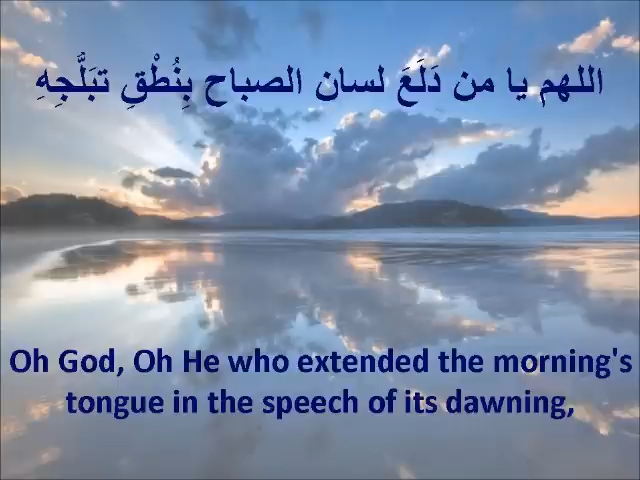 اللهم يا من دَلَعَ لسان الصباح بِنُطْقِ تبَلُّجِهِ
Oh God, Oh He who extended the morning's
tongue in the speech of its dawning,